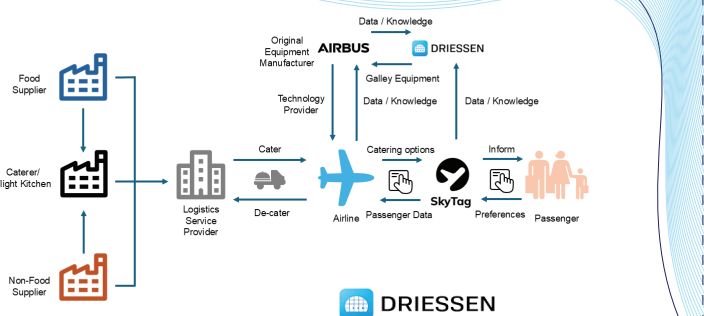 Data / Knowledge
Original
Equipment
Manufacturer
AIRBUS
DRIESSEN
Galley Equipment
Food
Supplier
Technology
Provider
Data / Knowledge
Data / Knowledge
Cater
Catering options
Inform
Caterer/
light Kitchen
SkyTag
Logistics
Service
Provider
De-cater
Airline
Passenger Data
Preferences
Passenger
Non-Food
Supplier
DRIESSEN